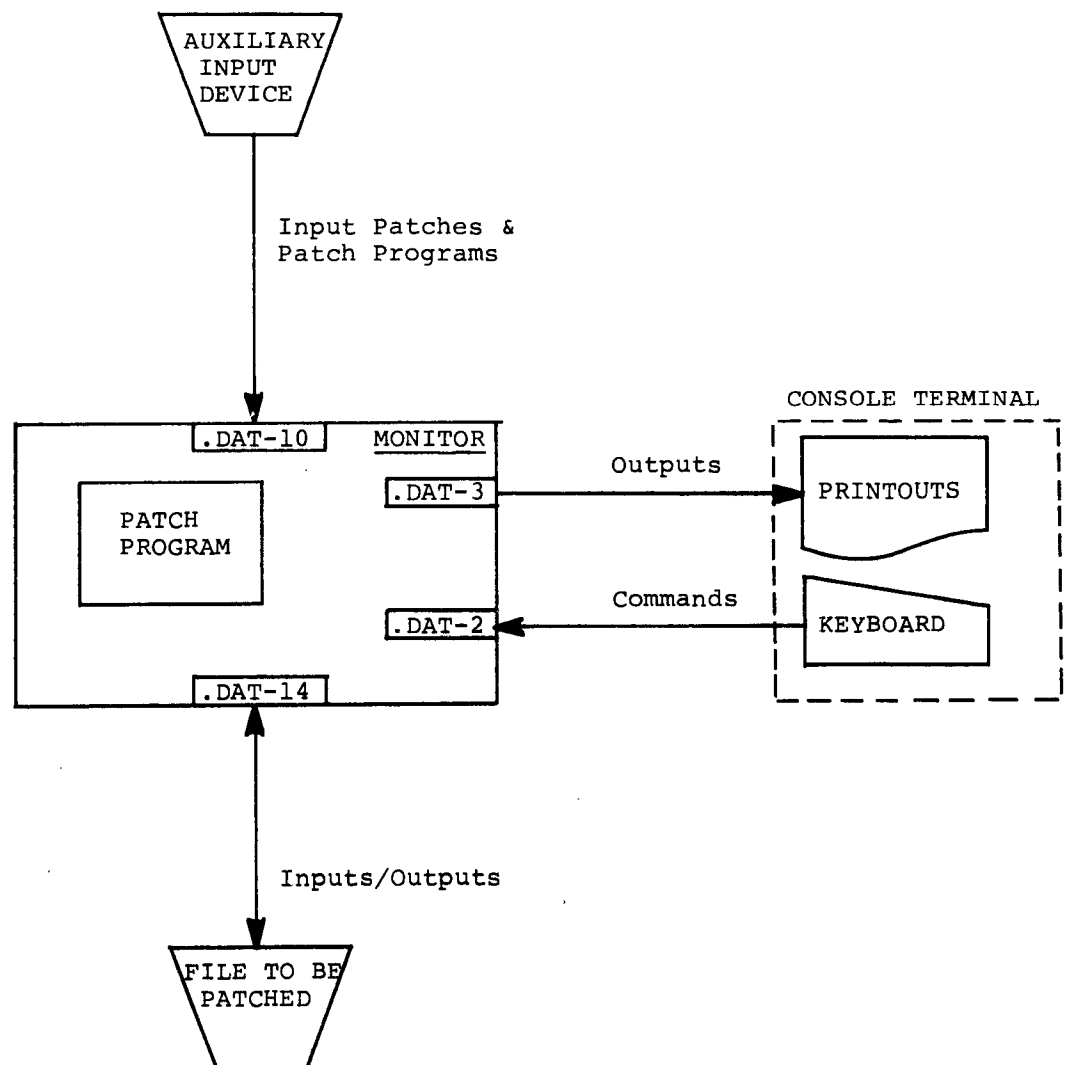 AUXILIARY
INPUT
DEVICE
Input Patches &
Patch Programs
CONSOLE TERMINAL
.DAT-10
MONITOR
.DAT-3
Outputs
PRINTOUTS
PATCH
PROGRAM
.DAT-2
Commands
KEYBOARD
.DAT-14
Inputs/Outputs
FILE TO BE
PATCHED